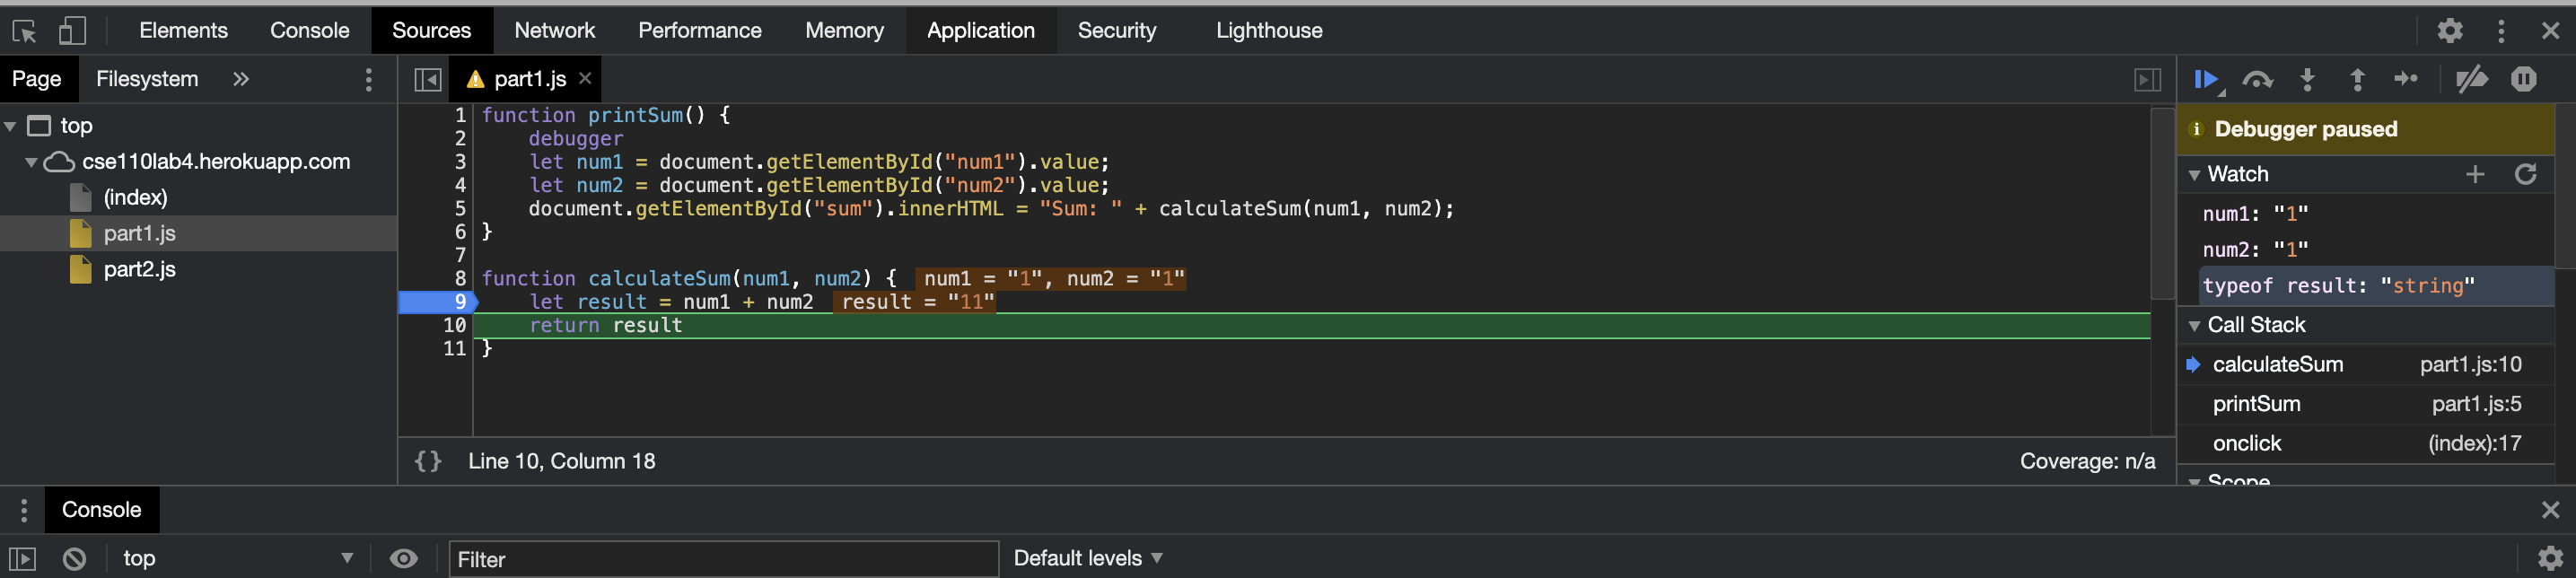 Elements Console Sources Network Performance Memory Application Security Lighthouse
Page Filesystem »
part1.js ×
top
cse110lab4.herokuapp.com
(index)
part1.js
part2.js
1 function printSum() {
2 debugger
3 let num1 = document.getElementById("num1").value;
4 let num2 = document.getElementById("num2").value;
5 document.getElementById("sum").innerHTML = "Sum: " + calculateSum(num1, num2);
6 }
7
8 function calculateSum(num1, num2) { num1 = "1", num2 = "1"
9 let result = num1 + num2 result = "11"
10 return result
11 }
{} Line 10, Column 18 Coverage: n/a
Debugger paused
Watch
num1: "1"
num2: "1"
typeof result: "string"
Call Stack
calculateSum part1.js:10
printSum part1.js:5
onclick (index):17
Scope
Console
top Filter Default levels